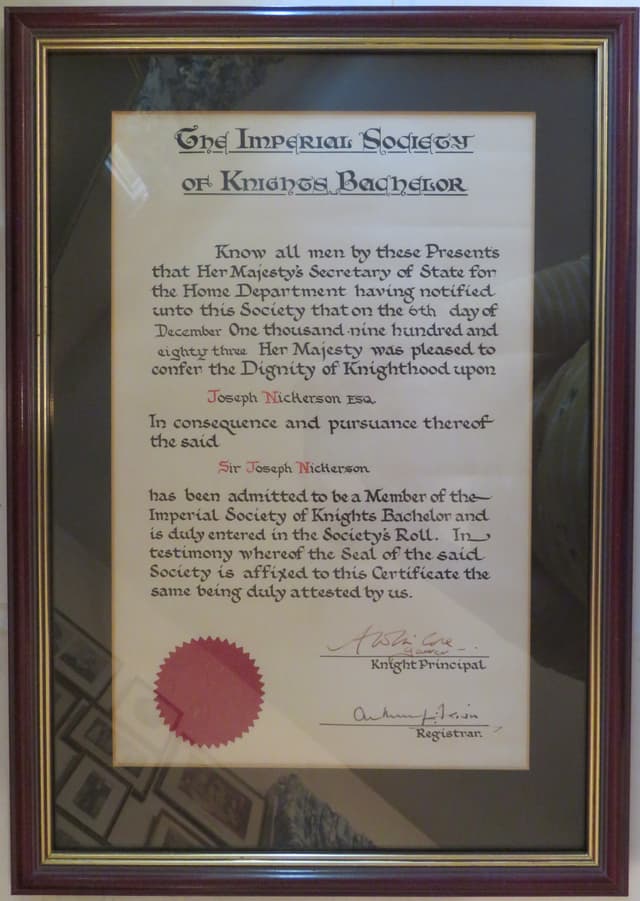 The Imperial Society
of Knights Bachelor
Know all men by these Presents
that Her Majesty's Secretary of State for
the Home Department having notified
unto this Society that on the 6th day of
December One thousand nine hundred and
eighty three Her Majesty was pleased to
confer the Dignity of Knighthood upon
Joseph Nickerson ESQ.
In consequence and pursuance thereof
the said
Sir Joseph Nickerson
has been admitted to be a Member of the
Imperial Society of Knights Bachelor and
is duly entered in the Society's Roll. In
testimony whereof the Seal of the said
Society is affixed to this Certificate the
same being duly attested by us.
Knight Principal
Registrar.